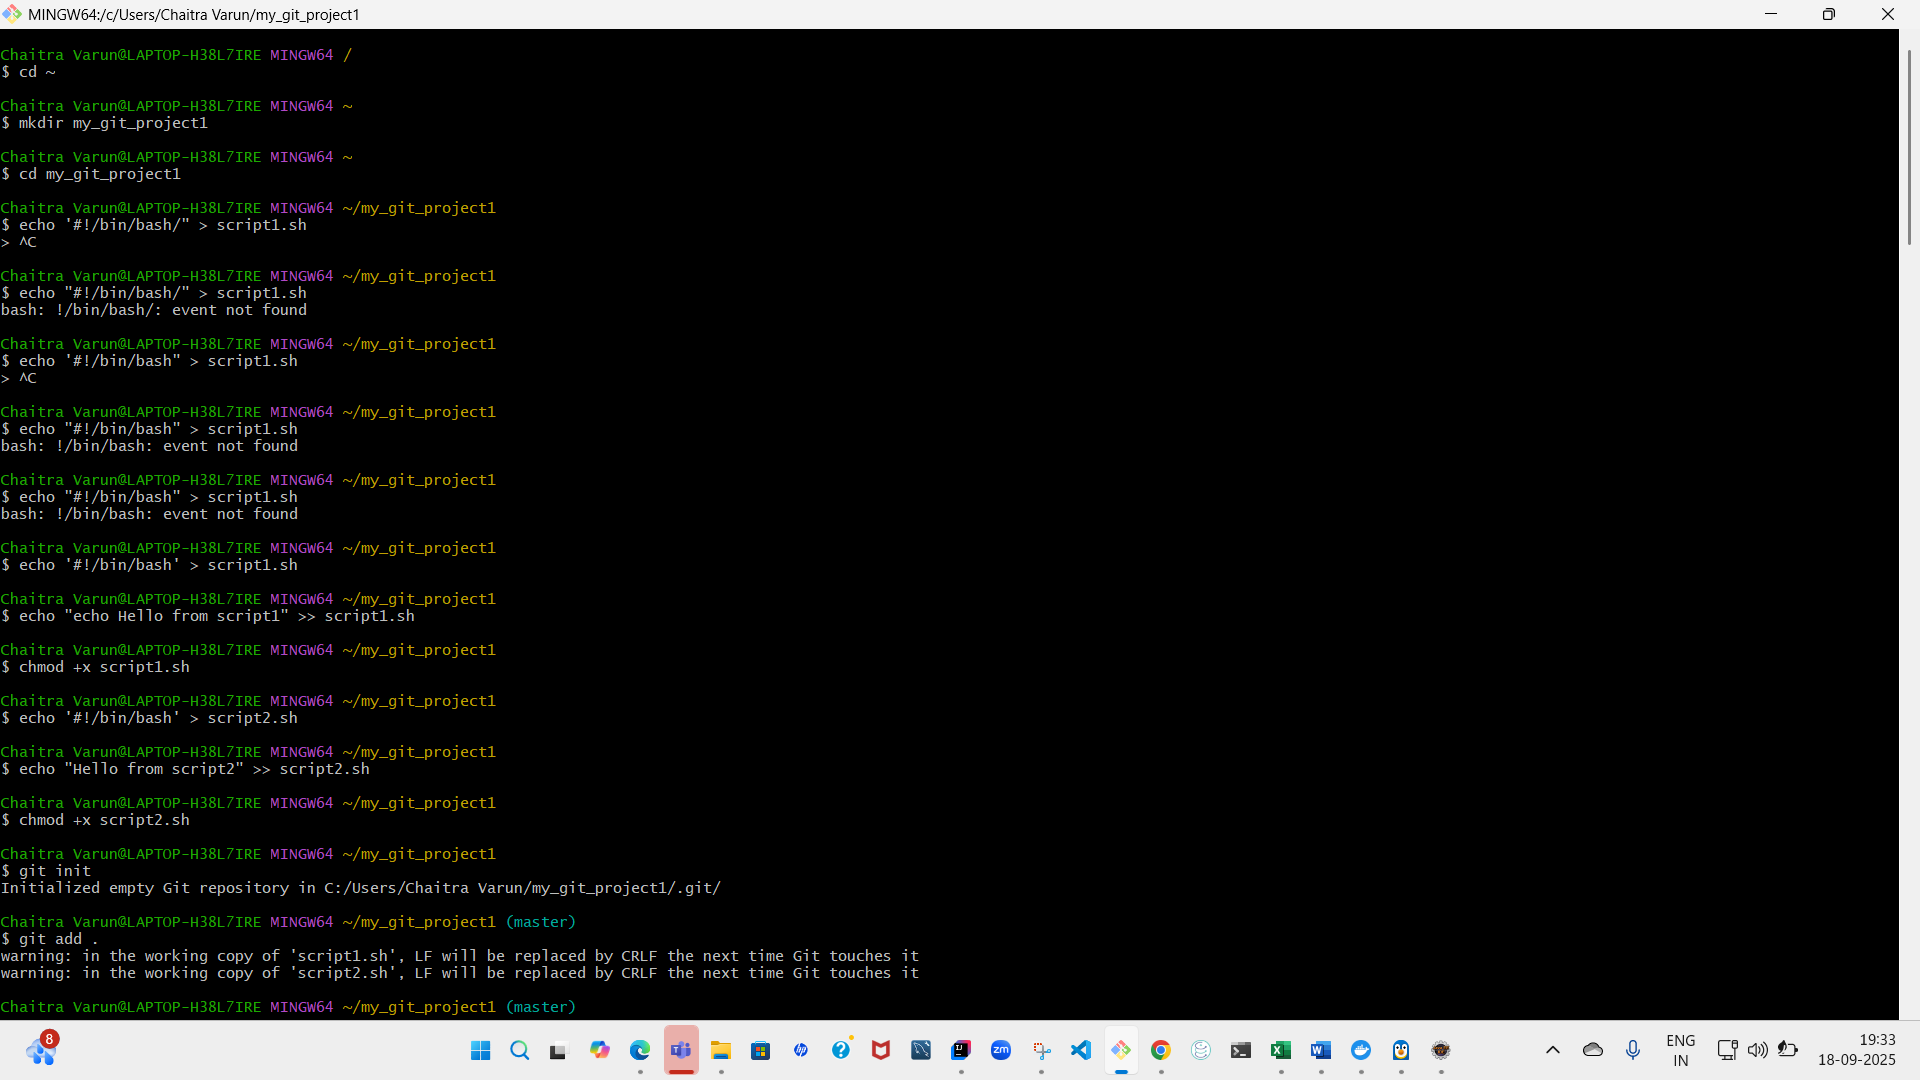 MINGW64:/c/Users/Chaitra Varun/my_git_project1
Chaitra Varun@LAPTOP-H38L7IRE MINGW64 /
$ cd ~
Chaitra Varun@LAPTOP-H38L7IRE MINGW64 ~
$ mkdir my_git_project1
Chaitra Varun@LAPTOP-H38L7IRE MINGW64 ~
$ cd my_git_project1
Chaitra Varun@LAPTOP-H38L7IRE MINGW64 ~/my_git_project1
$ echo '#!/bin/bash/" > script1.sh
> ^C
Chaitra Varun@LAPTOP-H38L7IRE MINGW64 ~/my_git_project1
$ echo "#!/bin/bash/" > script1.sh
bash: !/bin/bash/: event not found
Chaitra Varun@LAPTOP-H38L7IRE MINGW64 ~/my_git_project1
$ echo '#!/bin/bash" > script1.sh
> ^C
Chaitra Varun@LAPTOP-H38L7IRE MINGW64 ~/my_git_project1
$ echo "#!/bin/bash" > script1.sh
bash: !/bin/bash: event not found
Chaitra Varun@LAPTOP-H38L7IRE MINGW64 ~/my_git_project1
$ echo "#!/bin/bash" > script1.sh
bash: !/bin/bash: event not found
Chaitra Varun@LAPTOP-H38L7IRE MINGW64 ~/my_git_project1
$ echo '#!/bin/bash' > script1.sh
Chaitra Varun@LAPTOP-H38L7IRE MINGW64 ~/my_git_project1
$ echo "echo Hello from script1" >> script1.sh
Chaitra Varun@LAPTOP-H38L7IRE MINGW64 ~/my_git_project1
$ chmod +x script1.sh
Chaitra Varun@LAPTOP-H38L7IRE MINGW64 ~/my_git_project1
$ echo '#!/bin/bash' > script2.sh
Chaitra Varun@LAPTOP-H38L7IRE MINGW64 ~/my_git_project1
$ echo "Hello from script2" >> script2.sh
Chaitra Varun@LAPTOP-H38L7IRE MINGW64 ~/my_git_project1
$ chmod +x script2.sh
Chaitra Varun@LAPTOP-H38L7IRE MINGW64 ~/my_git_project1
$ git init
Initialized empty Git repository in C:/Users/Chaitra Varun/my_git_project1/.git/
Chaitra Varun@LAPTOP-H38L7IRE MINGW64 ~/my_git_project1 (master)
$ git add .
warning: in the working copy of 'script1.sh', LF will be replaced by CRLF the next time Git touches it
warning: in the working copy of 'script2.sh', LF will be replaced by CRLF the next time Git touches it
Chaitra Varun@LAPTOP-H38L7IRE MINGW64 ~/my_git_project1 (master)
8
hp
zm
ENG
IN
19:33
18-09-2025